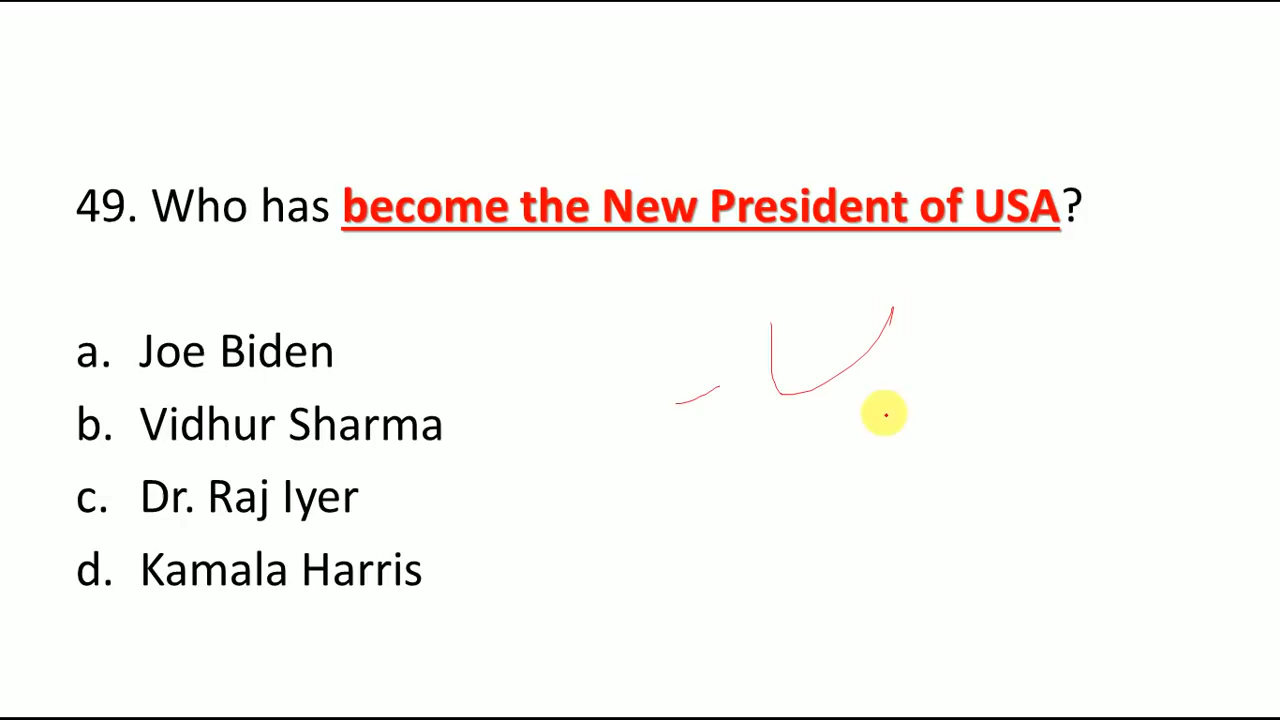 49. Who has become the New President of USA?
a. Joe Biden
b. Vidhur Sharma
c. Dr. Raj Iyer
d. Kamala Harris